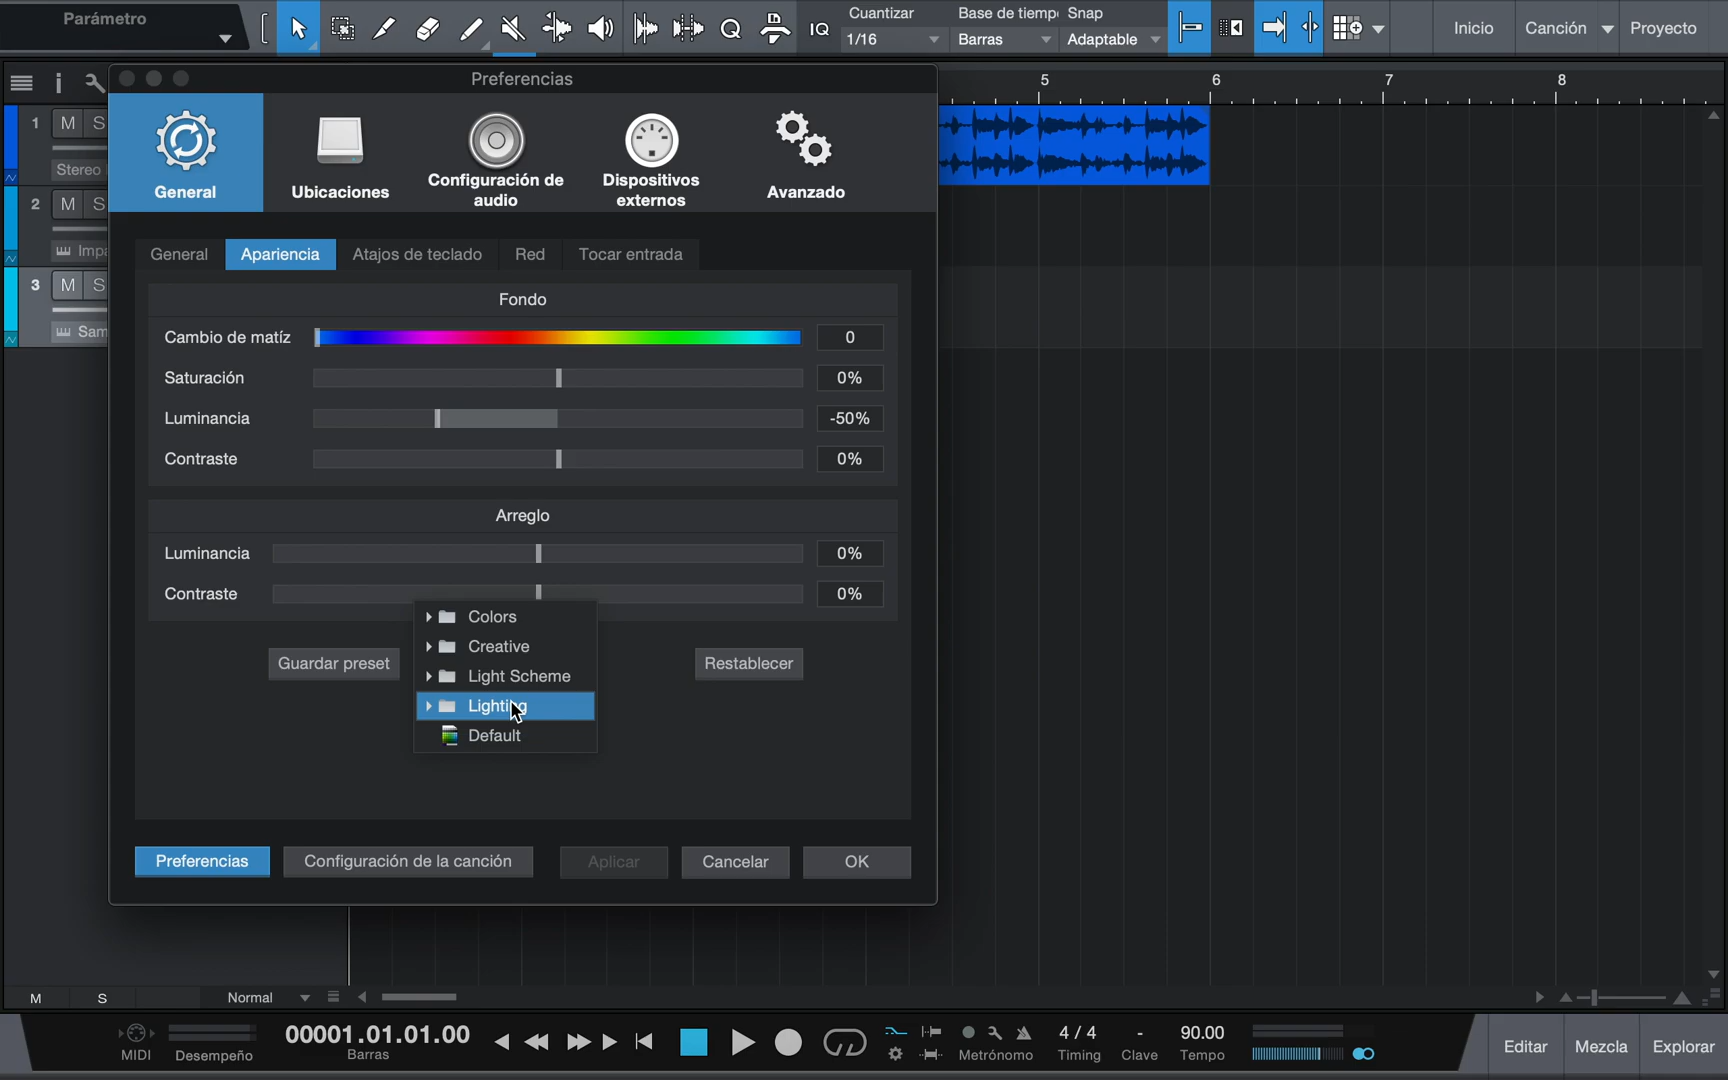 Parámetro
IQ
Cuantizar
1/16
Base de tiemp
Barras
Snap
Adaptable
Inicio
Canción
Proyecto
Preferencias
5
6
7
8
1 M S
Stereo
2 M S
Impa
3 M S
Sam
General
Ubicaciones
Configuración de
audio
Dispositivos
externos
Avanzado
General
Apariencia
Atajos de teclado
Red
Tocar entrada
Fondo
Cambio de matíz 0
Saturación 0%
Luminancia -50%
Contraste 0%
Arreglo
Luminancia 0%
Contraste 0%
Colors
Creative
Light Scheme
Lighting
Default
Guardar preset
Restablecer
Preferencias
Configuración de la canción
Aplicar
Cancelar
OK
M S Normal
MIDI
Desempeño
00001.01.01.00
Barras
Metrónomo
4 / 4
Timing
-
Clave
90.00
Tempo
Editar
Mezcla
Explorar